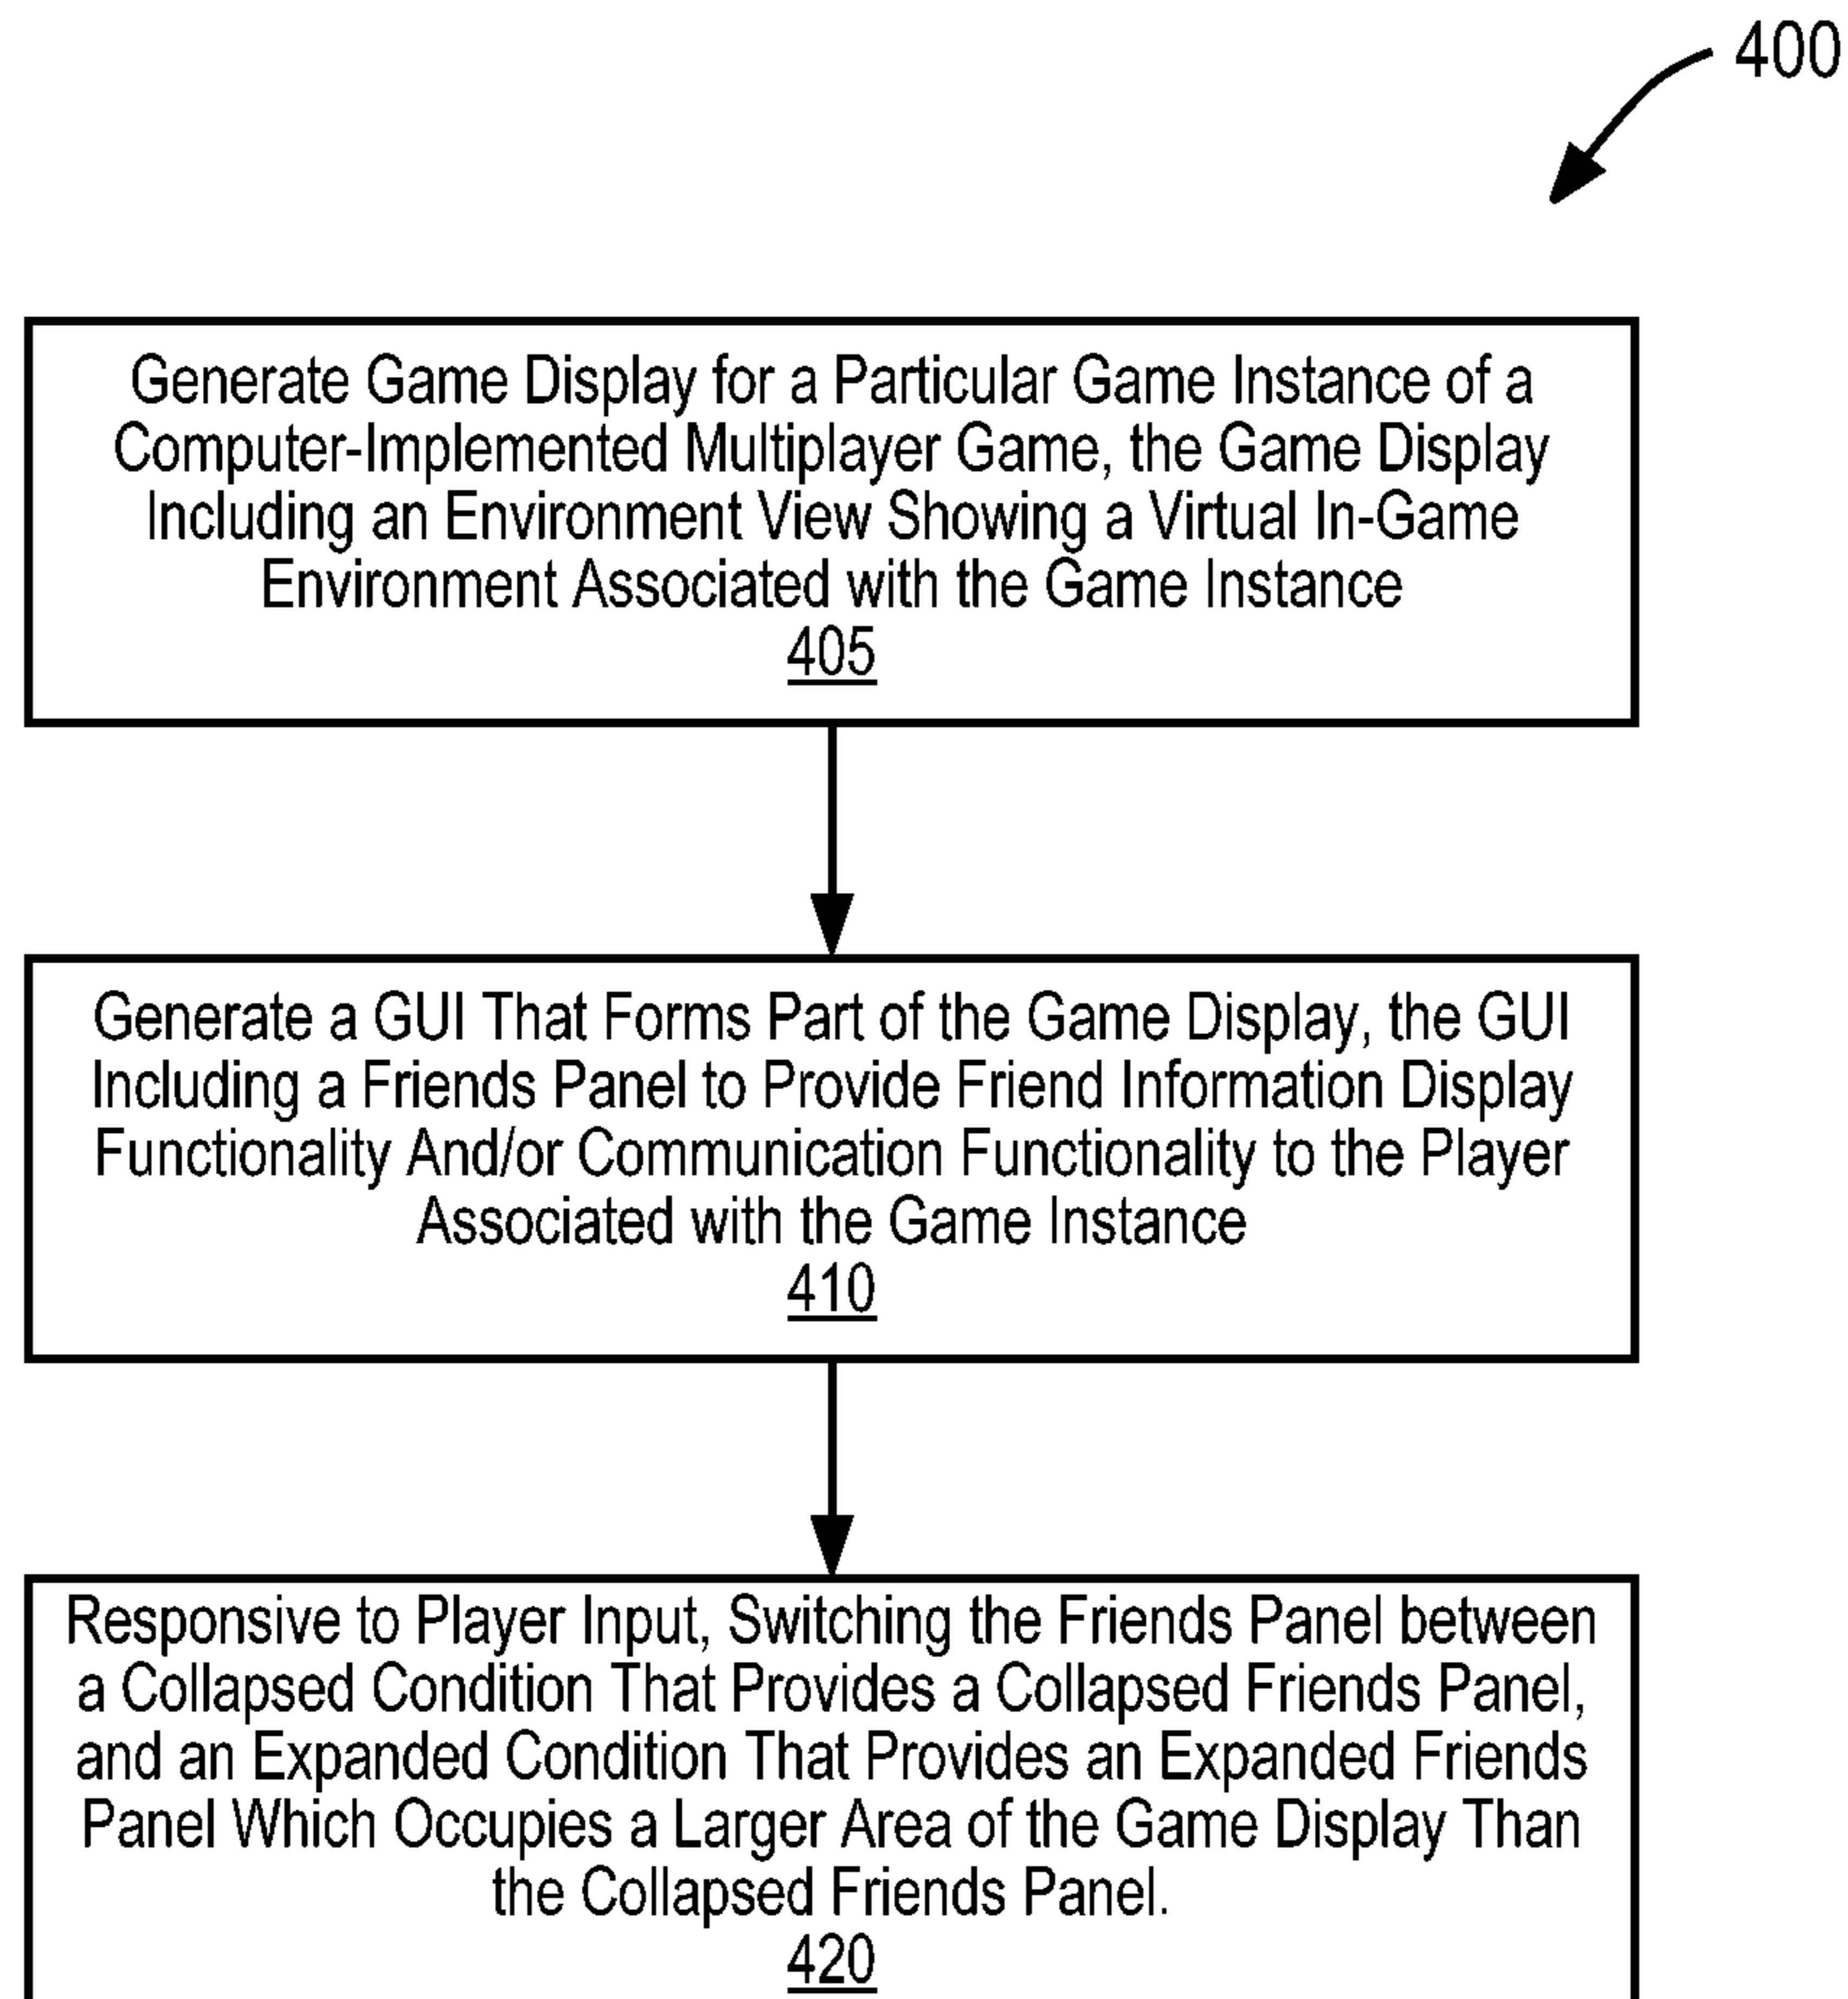 400
Generate Game Display for a Particular Game Instance of a
Computer-Implemented Multiplayer Game, the Game Display
Including an Environment View Showing a Virtual In-Game
Environment Associated with the Game Instance
405
Generate a GUI That Forms Part of the Game Display, the GUI
Including a Friends Panel to Provide Friend Information Display
Functionality And/or Communication Functionality to the Player
Associated with the Game Instance
410
Responsive to Player Input, Switching the Friends Panel between
a Collapsed Condition That Provides a Collapsed Friends Panel,
and an Expanded Condition That Provides an Expanded Friends
Panel Which Occupies a Larger Area of the Game Display Than
the Collapsed Friends Panel.
420